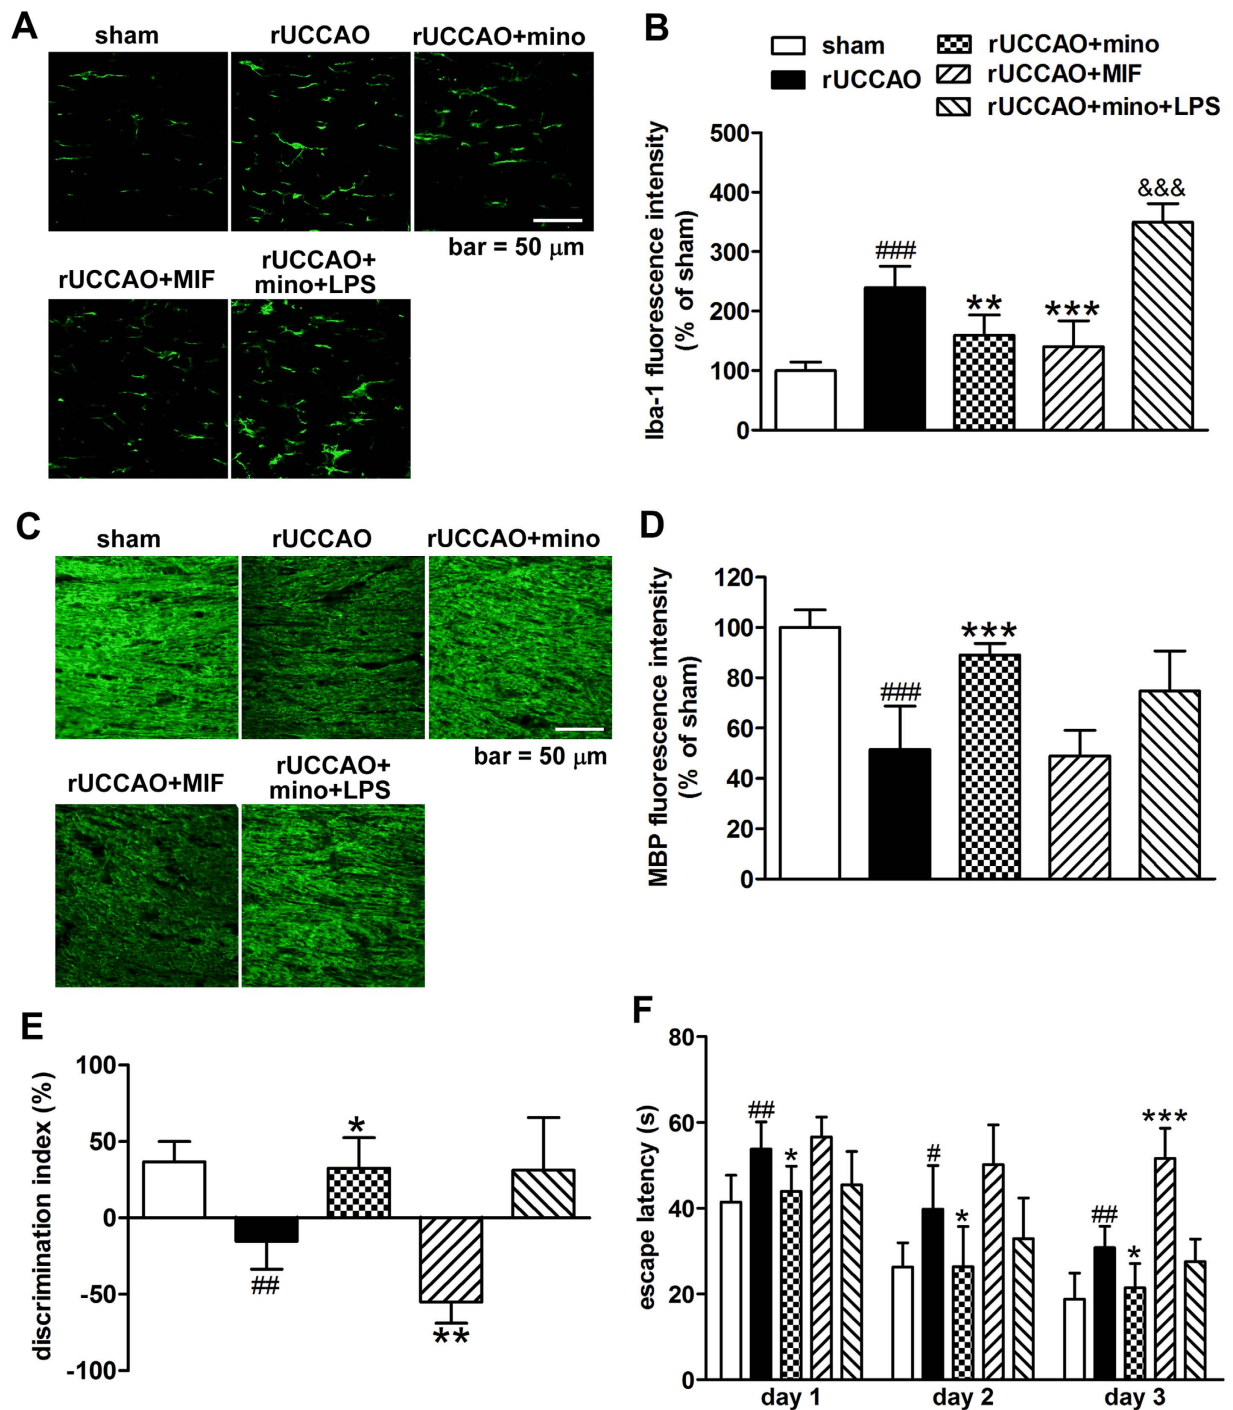 A
sham
rUCCAO
rUCCAO+mino
bar = 50 μm
rUCCAO+MIF
rUCCAO+
mino+LPS
B
sham
rUCCAO
rUCCAO+mino
rUCCAO+MIF
rUCCAO+mino+LPS
Iba-1 fluorescence intensity
(% of sham)
500
400
300
200
100
0
###
**
***
&&&
C
sham
rUCCAO
rUCCAO+mino
bar = 50 μm
rUCCAO+MIF
rUCCAO+
mino+LPS
D
MBP fluorescence intensity
(% of sham)
120
100
80
60
40
20
0
###
***
E
discrimination index (%)
100
50
0
-50
-100
##
*
**
F
escape latency (s)
80
60
40
20
0
##
*
#
*
##
*
***
day 1
day 2
day 3